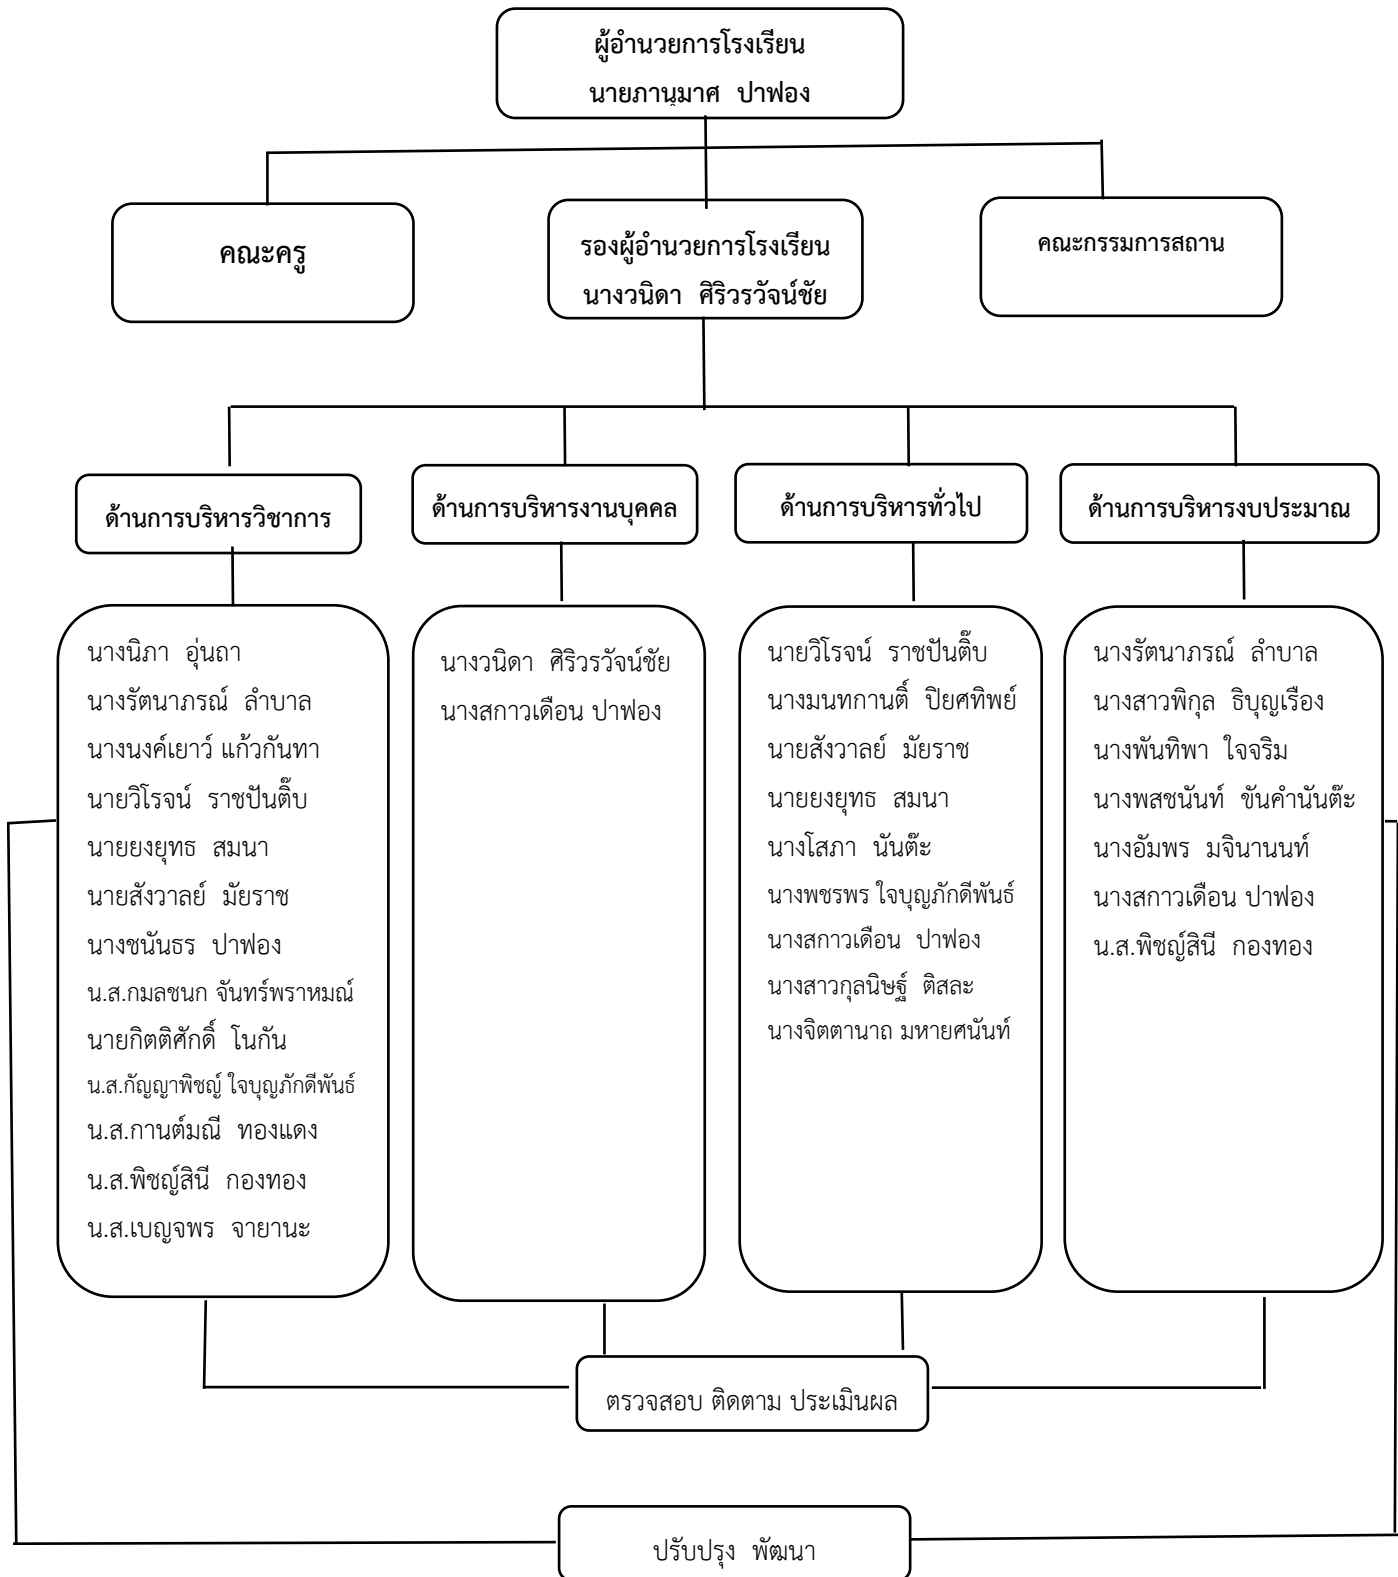 ผู้อำนวยการโรงเรียน
นายภานุมาศ ปาฟอง
คณะครู
รองผู้อำนวยการโรงเรียน
นางวนิดา ศิริวรวัจน์ชัย
คณะกรรมการสถาน
ด้านการบริหารวิชาการ
ด้านการบริหารงานบุคคล
ด้านการบริหารทั่วไป
ด้านการบริหารงบประมาณ
นางนิภา อุ่นถา
นางรัตนาภรณ์ ลำบาล
นางนงค์เยาว์ แก้วกันทา
นายวิโรจน์ ราชปันติ๊บ
นายยงยุทธ สมนา
นายสังวาลย์ มัยราช
นางชนันธร ปาฟอง
น.ส.กมลชนก จันทร์พราหมณ์
นายกิตติศักดิ์ โนกัน
น.ส.กัญญาพิชญ์ ใจบุญภักดีพันธ์
น.ส.กานต์มณี ทองแดง
น.ส.พิชญ์สินี กองทอง
น.ส.เบญจพร จายานะ
นางวนิดา ศิริวรวัจน์ชัย
นางสกาวเดือน ปาฟอง
นายวิโรจน์ ราชปันติ๊บ
นางมนทกานติ์ ปิยศทิพย์
นายสังวาลย์ มัยราช
นายยงยุทธ สมนา
นางโสภา นันต๊ะ
นางพชรพร ใจบุญภักดีพันธ์
นางสกาวเดือน ปาฟอง
นางสาวกุลนิษฐ์ ติสละ
นางจิตตานาถ มหายศนันท์
นางรัตนาภรณ์ ลำบาล
นางสาวพิกุล ธิบุญเรือง
นางพันทิพา ใจจริม
นางพสชนันท์ ขันคำนันต๊ะ
นางอัมพร มจินานนท์
นางสกาวเดือน ปาฟอง
น.ส.พิชญ์สินี กองทอง
ตรวจสอบ ติดตาม ประเมินผล
ปรับปรุง พัฒนา